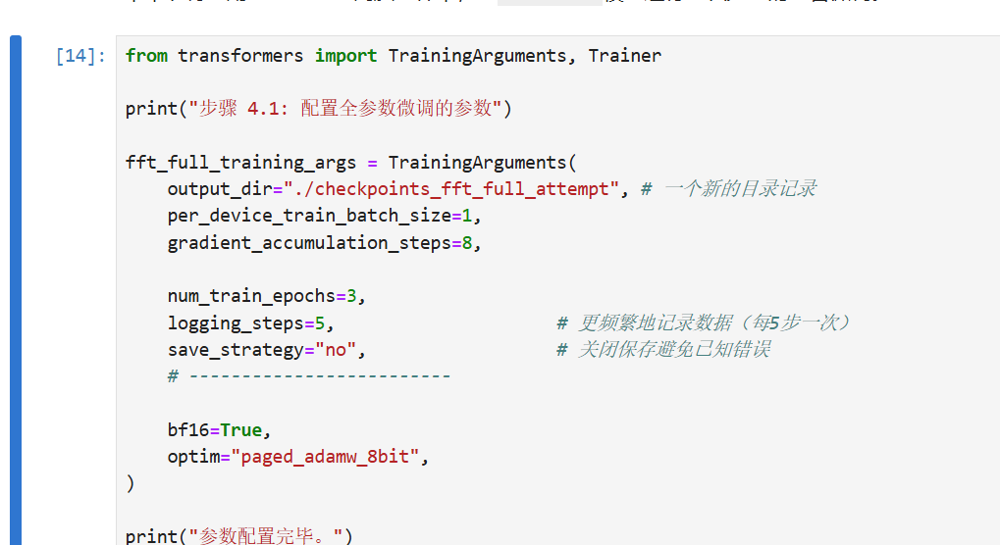 [14]: from transformers import TrainingArguments, Trainer
print("步骤 4.1: 配置全参数微调的参数")
fft_full_training_args = TrainingArguments(
output_dir="./checkpoints_fft_full_attempt", # 一个新的目录记录
per_device_train_batch_size=1,
gradient_accumulation_steps=8,
num_train_epochs=3,
logging_steps=5, # 更频繁地记录数据（每5步一次）
save_strategy="no", # 关闭保存避免已知错误
# -------------------------
bf16=True,
optim="paged_adamw_8bit",
)
print("参数配置完毕。")